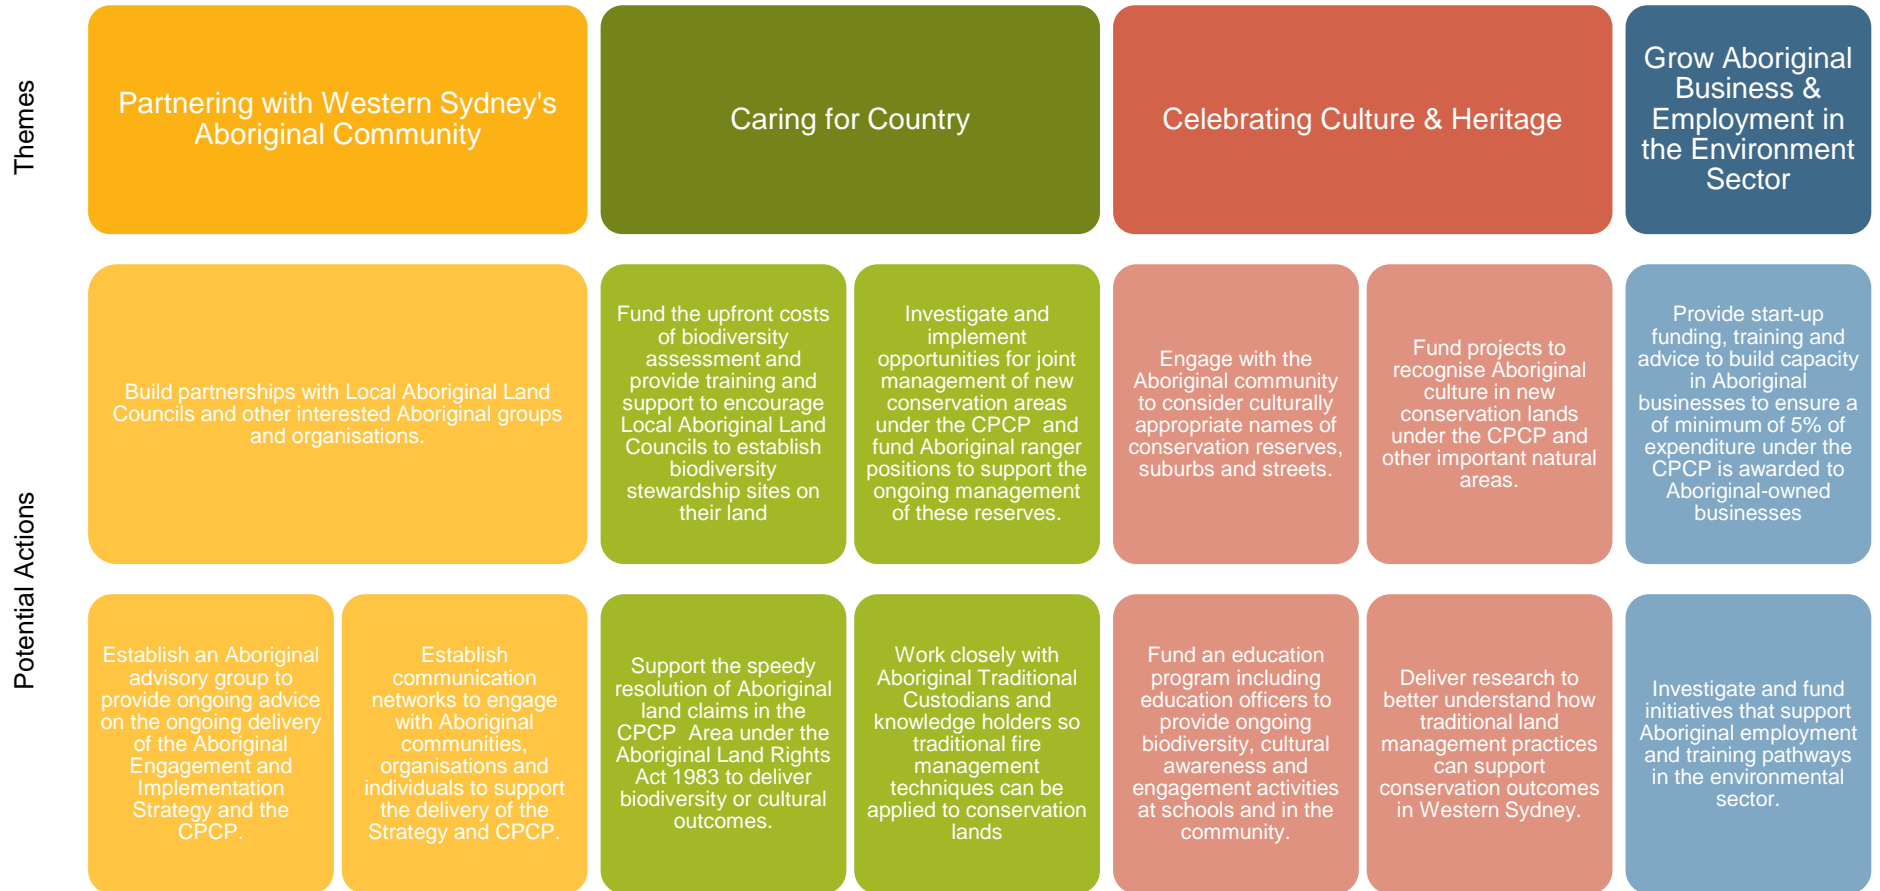 Themes
Partnering with Western Sydney's
Aboriginal Community
Caring for Country
Celebrating Culture & Heritage
Grow Aboriginal
Business &
Employment in
the Environment
Sector
Potential Actions
Build partnerships with Local Aboriginal Land
Councils and other interested Aboriginal groups
and organisations.
Fund the upfront costs
of biodiversity
assessment and
provide training and
support to encourage
Local Aboriginal Land
Councils to establish
biodiversity
stewardship sites on
their land
Investigate and
implement
opportunities for joint
management of new
conservation areas
under the CPCP and
fund Aboriginal ranger
positions to support the
ongoing management
of these reserves.
Engage with the
Aboriginal community
to consider culturally
appropriate names of
conservation reserves,
suburbs and streets.
Fund projects to
recognise Aboriginal
culture in new
conservation lands
under the CPCP and
other important natural
areas.
Provide start-up
funding, training and
advice to build capacity
in Aboriginal
businesses to ensure a
of minimum of 5% of
expenditure under the
CPCP is awarded to
Aboriginal-owned
businesses
Establish an Aboriginal
advisory group to
provide ongoing advice
on the ongoing delivery
of the Aboriginal
Engagement and
Implementation
Strategy and the
CPCP.
Establish
communication
networks to engage
with Aboriginal
communities,
organisations and
individuals to support
the delivery of the
Strategy and CPCP.
Support the speedy
resolution of Aboriginal
land claims in the
CPCP Area under the
Aboriginal Land Rights
Act 1983 to deliver
biodiversity or cultural
outcomes.
Work closely with
Aboriginal Traditional
Custodians and
knowledge holders so
traditional fire
management
techniques can be
applied to conservation
lands
Fund an education
program including
education officers to
provide ongoing
biodiversity, cultural
awareness and
engagement activities
at schools and in the
community.
Deliver research to
better understand how
traditional land
management practices
can support
conservation outcomes
in Western Sydney.
Investigate and fund
initiatives that support
Aboriginal employment
and training pathways
in the environmental
sector.